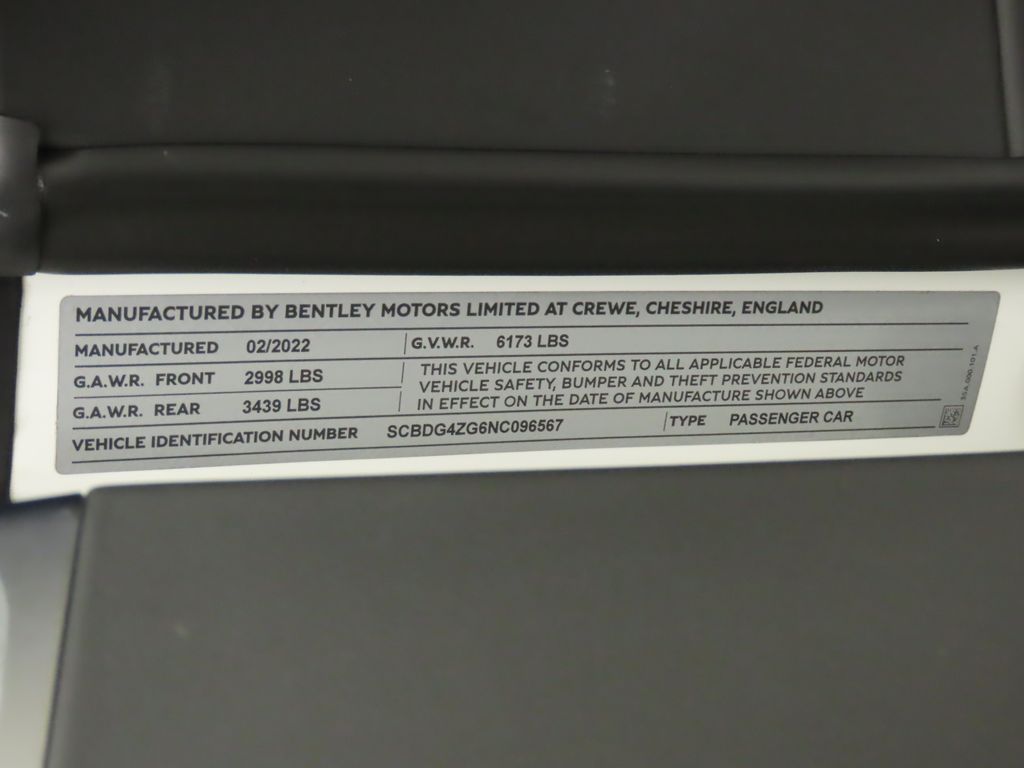 MANUFACTURED BY BENTLEY MOTORS LIMITED AT CREWE, CHESHIRE, ENGLAND
MANUFACTURED 02/2022 G.V.W.R. 6173 LBS
G.A.W.R. FRONT 2998 LBS
G.A.W.R. REAR 3439 LBS
THIS VEHICLE CONFORMS TO ALL APPLICABLE FEDERAL MOTOR
VEHICLE SAFETY, BUMPER AND THEFT PREVENTION STANDARDS
IN EFFECT ON THE DATE OF MANUFACTURE SHOWN ABOVE
VEHICLE IDENTIFICATION NUMBER SCBDG4ZG6NC096567 TYPE PASSENGER CAR